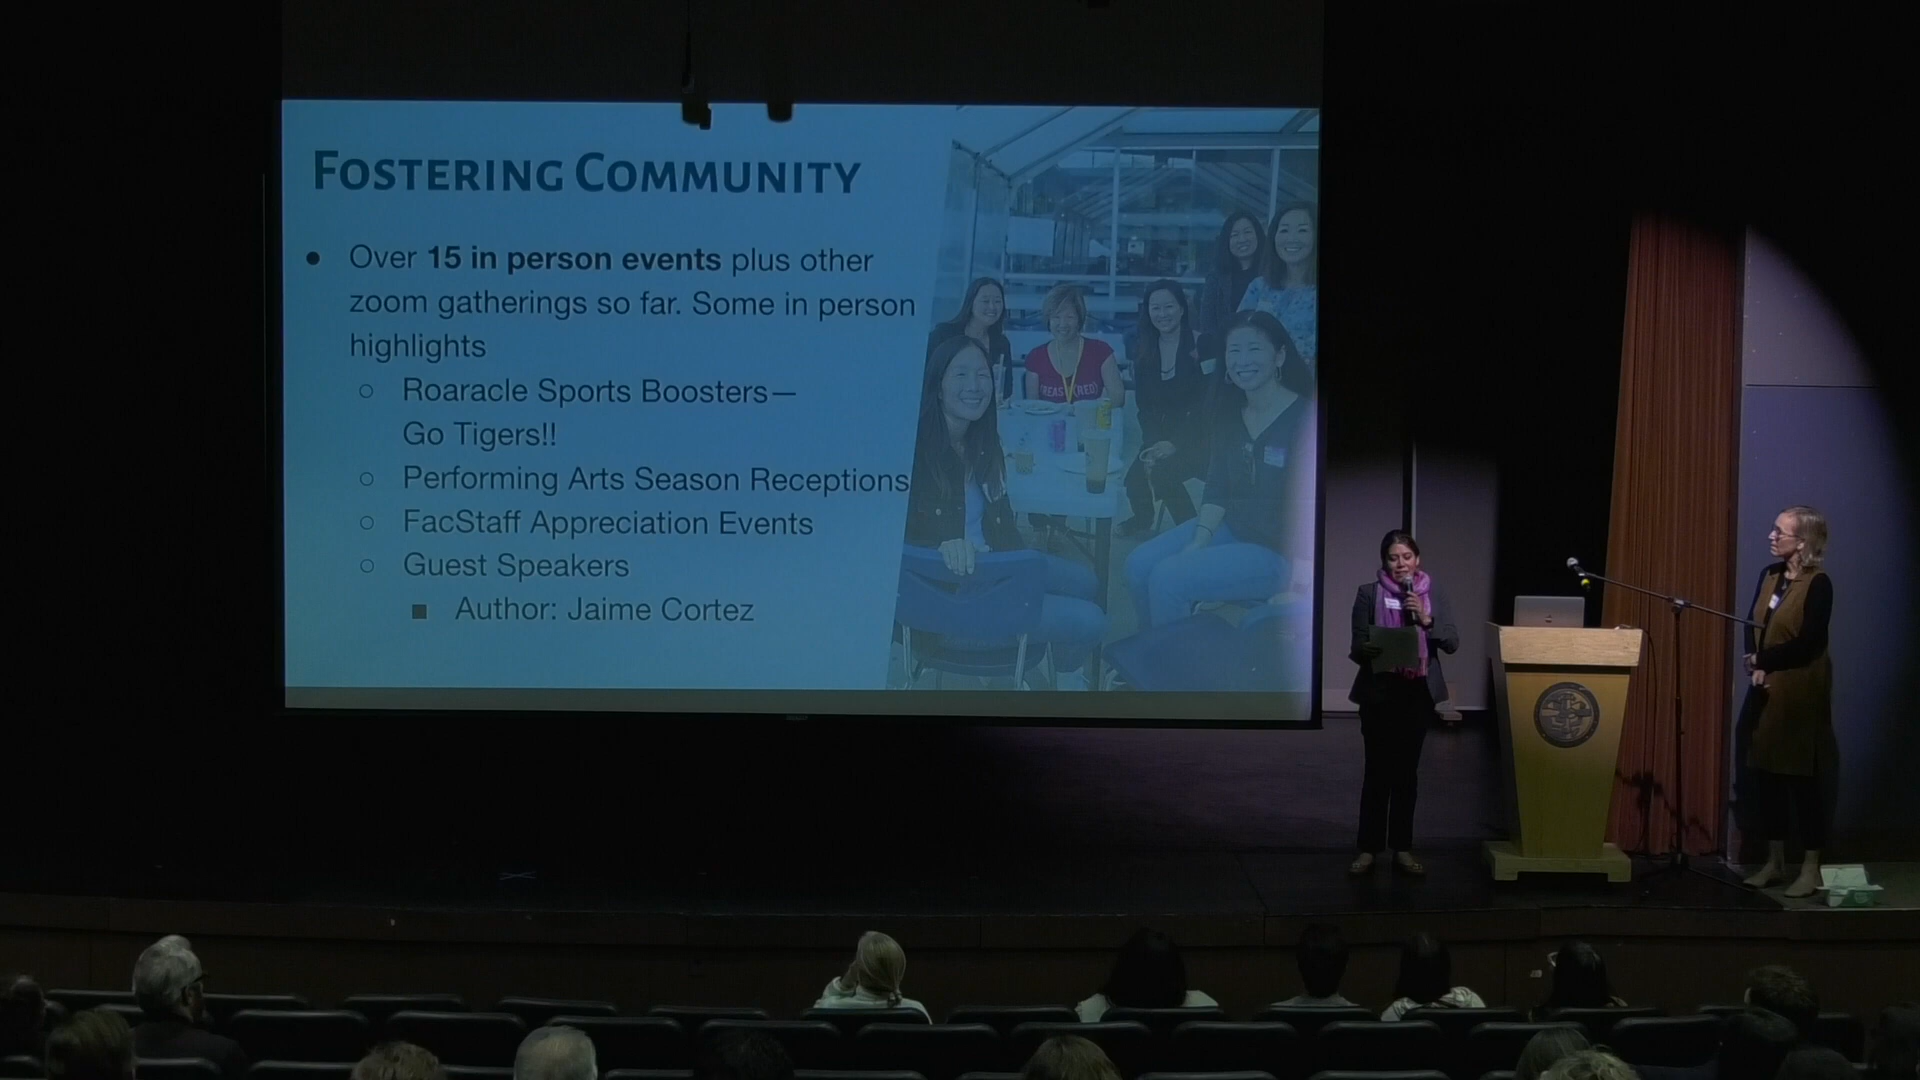 FOSTERING COMMUNITY
● Over 15 in person events plus other
zoom gatherings so far. Some in person
highlights
○ Roaracle Sports Boosters—
Go Tigers!!
○ Performing Arts Season Receptions
○ FacStaff Appreciation Events
○ Guest Speakers
■ Author: Jaime Cortez